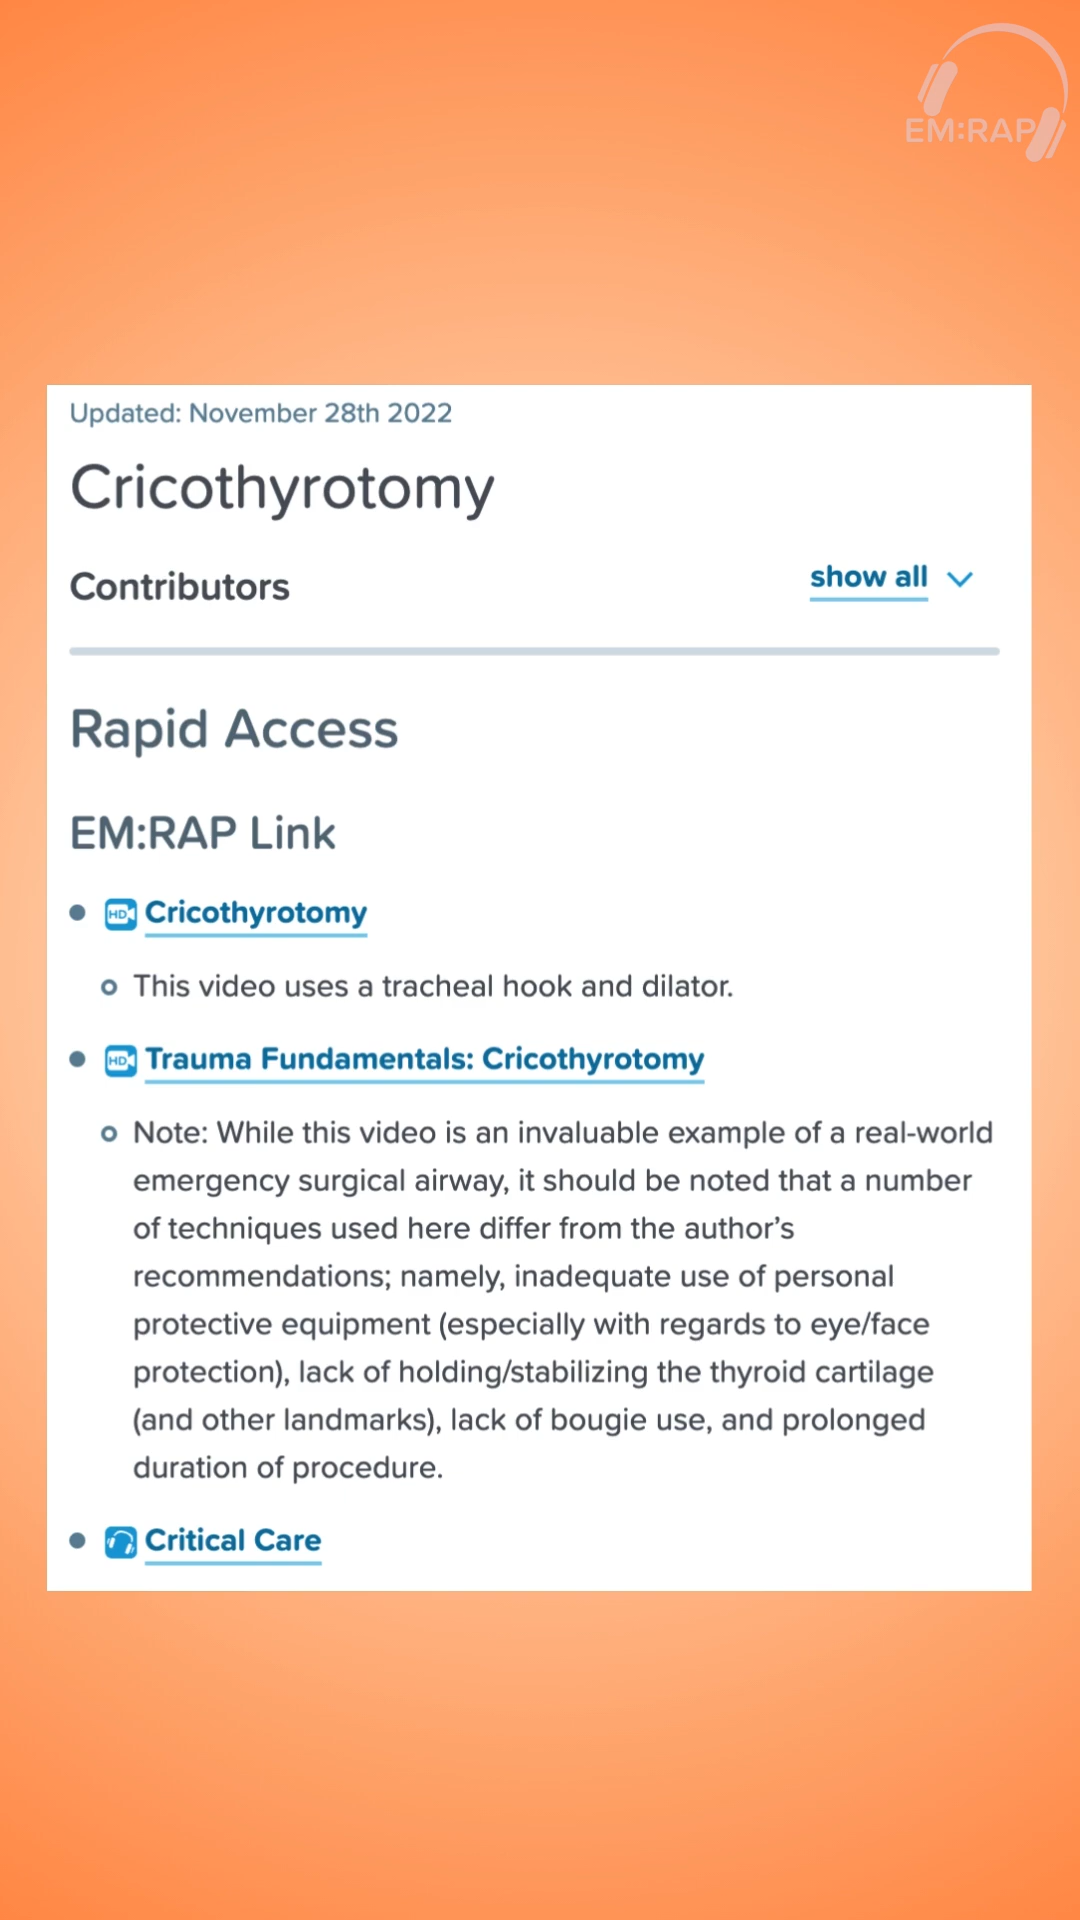 EM:RAP
Updated: November 28th 2022
Cricothyrotomy
Contributors
show all
Rapid Access
EM:RAP Link
HD Cricothyrotomy
This video uses a tracheal hook and dilator.
HD Trauma Fundamentals: Cricothyrotomy
Note: While this video is an invaluable example of a real-world
emergency surgical airway, it should be noted that a number
of techniques used here differ from the author’s
recommendations; namely, inadequate use of personal
protective equipment (especially with regards to eye/face
protection), lack of holding/stabilizing the thyroid cartilage
(and other landmarks), lack of bougie use, and prolonged
duration of procedure.
Critical Care